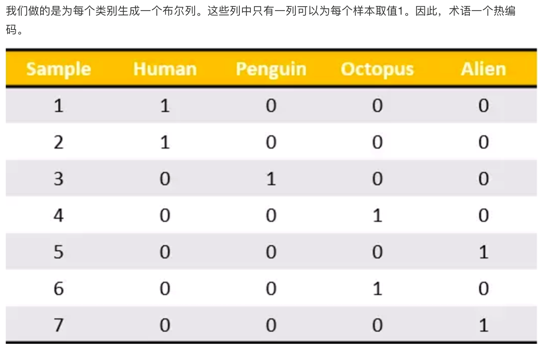 我们做的是为每个类别生成一个布尔列。这些列中只有一列可以为每个样本取值1。因此，术语一个热编
码。
Sample Human Penguin Octopus Alien
1 1 0 0 0
2 1 0 0 0
3 0 1 0 0
4 0 0 1 0
5 0 0 0 1
6 0 0 1 0
7 0 0 0 1